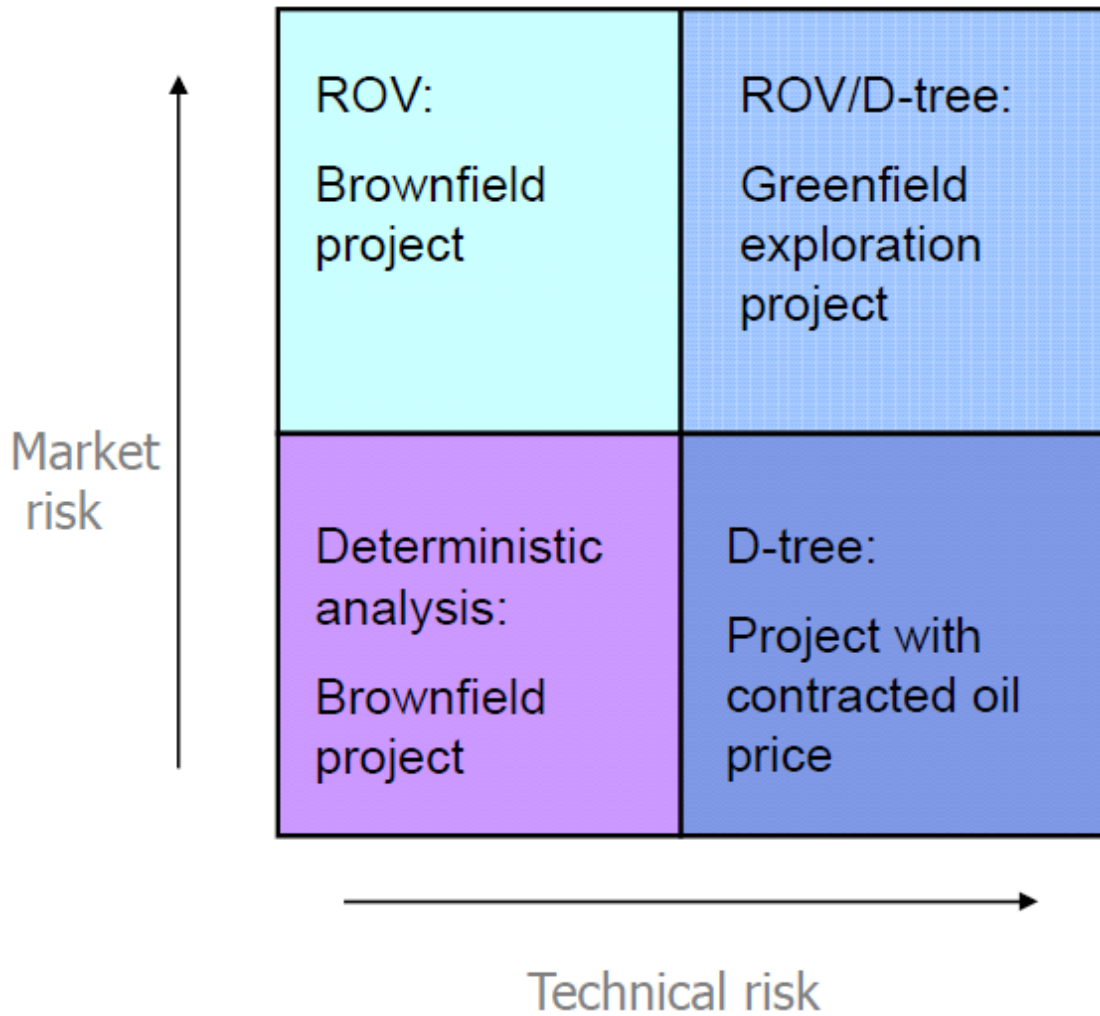 ROV:
Brownfield
project
ROV/D-tree:
Greenfield
exploration
project
Market
risk
Deterministic
analysis:
Brownfield
project
D-tree:
Project with
contracted oil
price
Technical risk